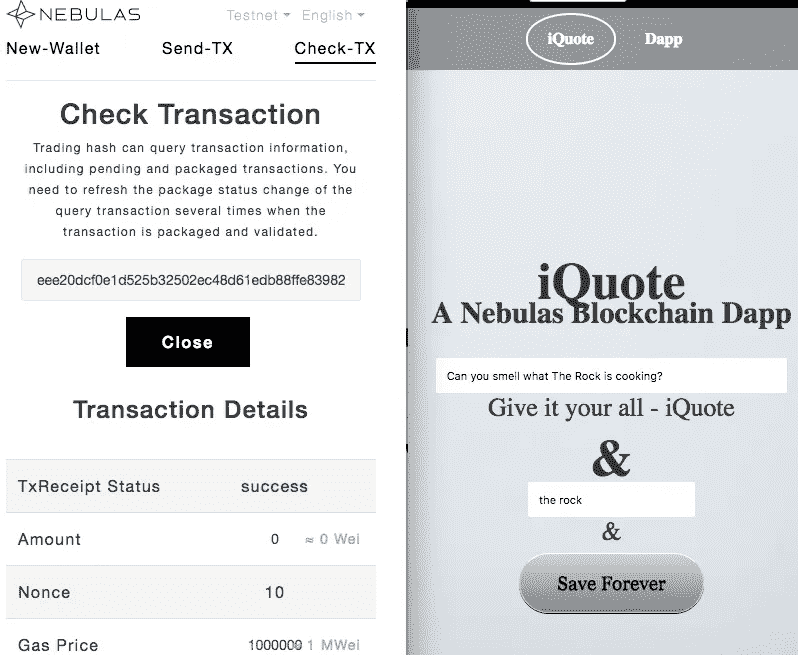 NEBULAS
Testnet English
New-Wallet Send-TX Check-TX
Check Transaction
Trading hash can query transaction information,
including pending and packaged transactions. You
need to refresh the package status change of the
query transaction several times when the
transaction is packaged and validated.
eee20dcf0e1d525b32502ec48d61edb88ffe83982
Close
Transaction Details
TxReceipt Status success
Amount 0 ≈ 0 Wei
Nonce 10
Gas Price 1000000 ≈ 1 MWei
iQuote Dapp
iQuote
A Nebulas Blockchain Dapp
Can you smell what The Rock is cooking?
Give it your all - iQuote
&
the rock
&
Save Forever